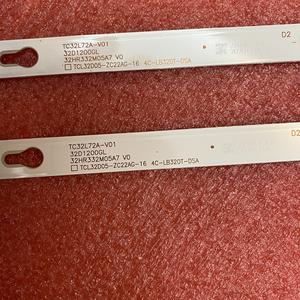 D2
TC32L72A-V01
32D1200GL
32HR332M05A7 V0
TCL32D05-ZC22AG-16 4C-LB320T-DSA
D2
TC32L72A-V01
32D1200GL
32HR332M05A7 V0
TCL32D05-ZC22AG-16 4C-LB320T-DSA